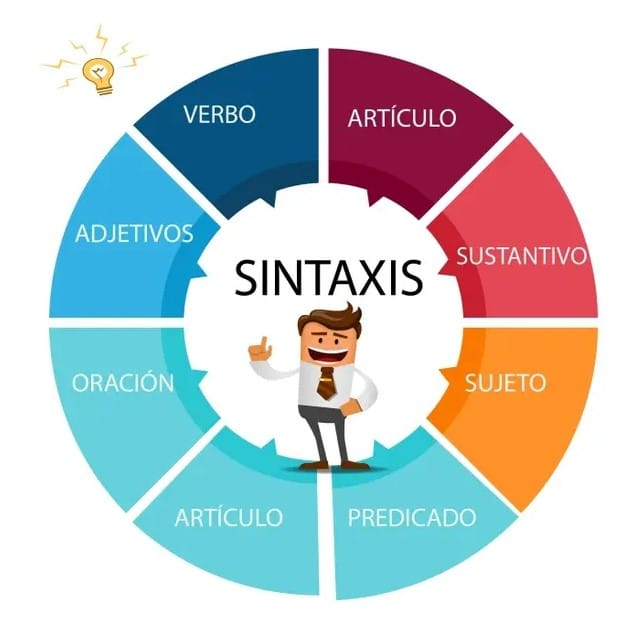 VERBO
ARTÍCULO
ADJETIVOS
SUSTANTIVO
SINTAXIS
ORACIÓN
SUJETO
ARTÍCULO
PREDICADO